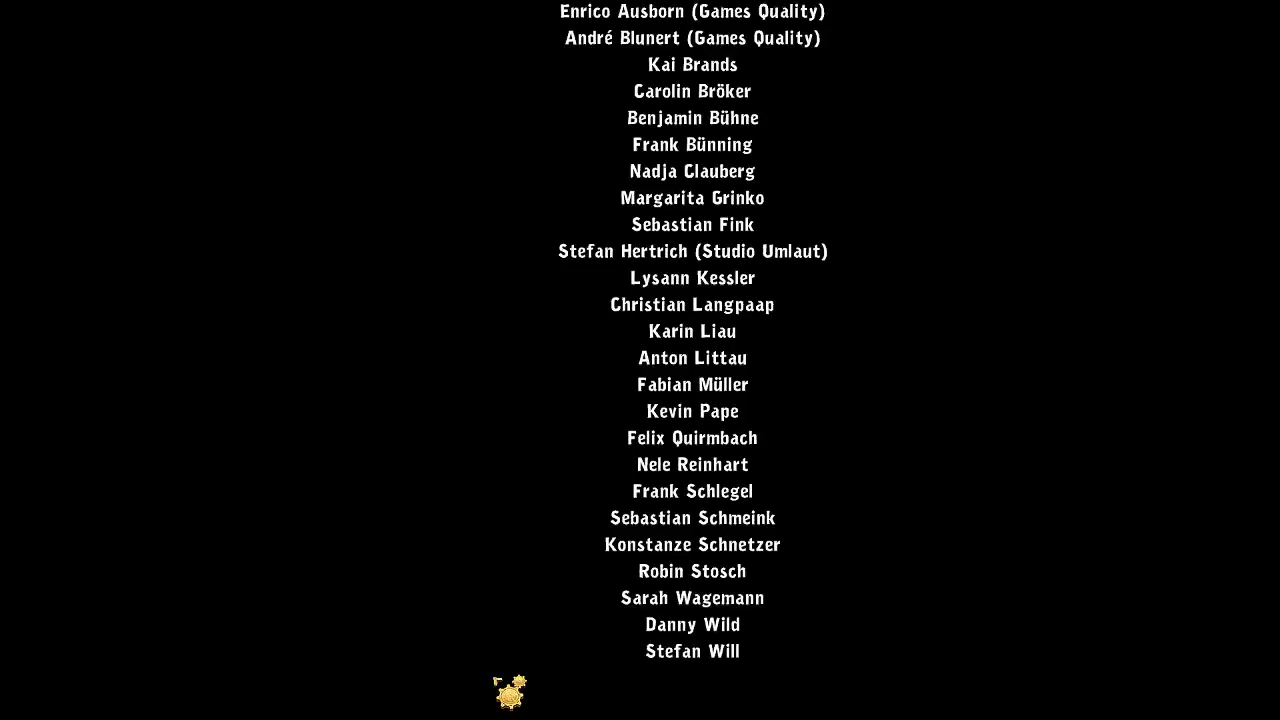 Enrico Ausborn (Games Quality)
André Blunert (Games Quality)
Kai Brands
Carolin Bröker
Benjamin Bühne
Frank Bünning
Nadja Clauberg
Margarita Grinko
Sebastian Fink
Stefan Hertrich (Studio Umlaut)
Lysann Kessler
Christian Langpaap
Karin Liau
Anton Littau
Fabian Müller
Kevin Pape
Felix Quirmbach
Nele Reinhart
Frank Schlegel
Sebastian Schmeink
Konstanze Schnetzer
Robin Stosch
Sarah Wagemann
Danny Wild
Stefan Will